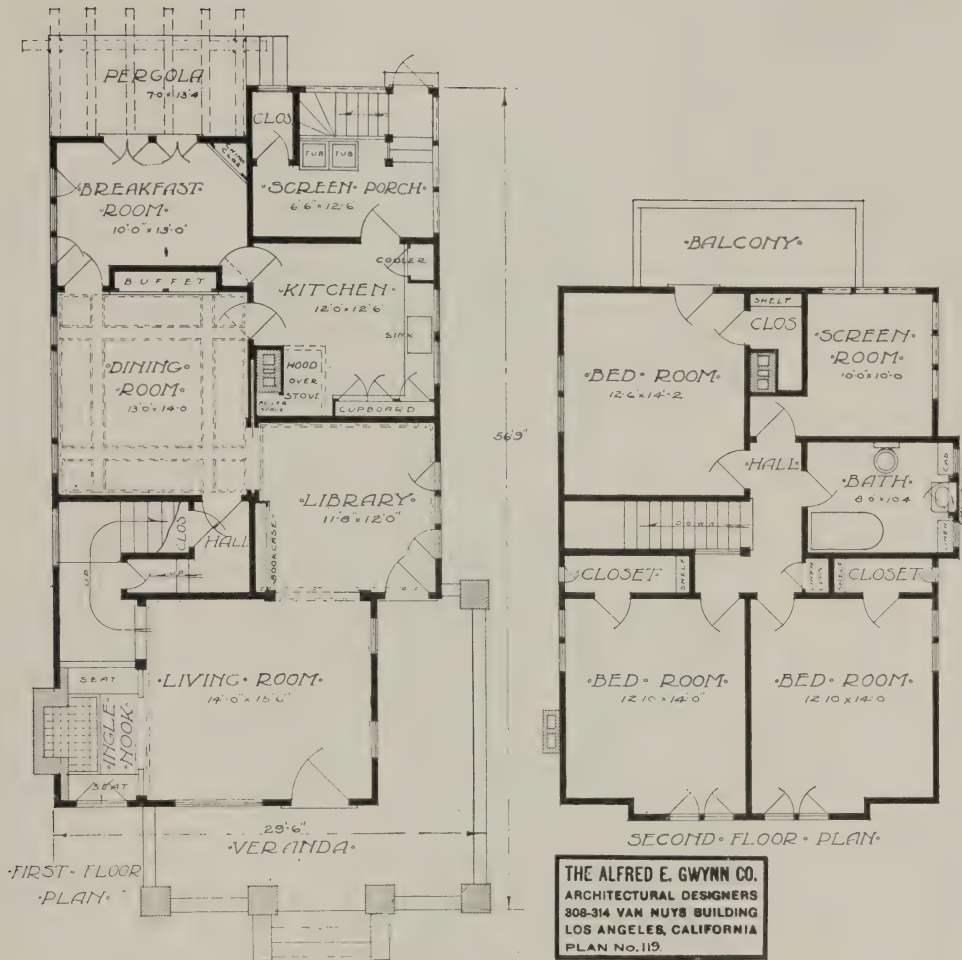 ·PERGOLA·
7'·0" × 13'·4"
CLOS
TUB TUB
·SCREEN· PORCH·
6'·6" × 12'·6"
CHINA
CLOS
·BREAKFAST·
ROOM·
10'·0" × 13'·0"
BUFFET
COOLER
·KITCHEN·
12'·0 × 12'·6"
SINK
HOOD
OVER
STOVE
CUPBOARD
·DINING·
ROOM·
13'·0" × 14'·0
56'9"
·LIBRARY·
11'·8" × 12'·0"
BOOKCASE
CLOS
HALL
UP
UP
·LIVING· ROOM·
14'·0" × 15'·6"
SEAT
INGLE
NOOK
SEAT
29'·6"
·VERANDA·
·FIRST· FLOOR
·PLAN·
·BALCONY·
SHELF
CLOS
·SCREEN·
ROOM·
10'·0 × 10'·0
BED· ROOM·
12'·6 × 14'·2
·HALL·
BATH·
8'·0 × 10'·4
LINEN
DOWN
·CLOSET·
SHELF
LINEN
CLOS
SHELF
CLOSET·
·BED· ROOM·
12'·10" × 14'·0"
·BED· ROOM·
12'·10 × 14'·0
SECOND· FLOOR· PLAN·
THE ALFRED E. GWYNN CO.
ARCHITECTURAL DESIGNERS
308-314 VAN NUYS BUILDING
LOS ANGELES, CALIFORNIA
PLAN No. 119.